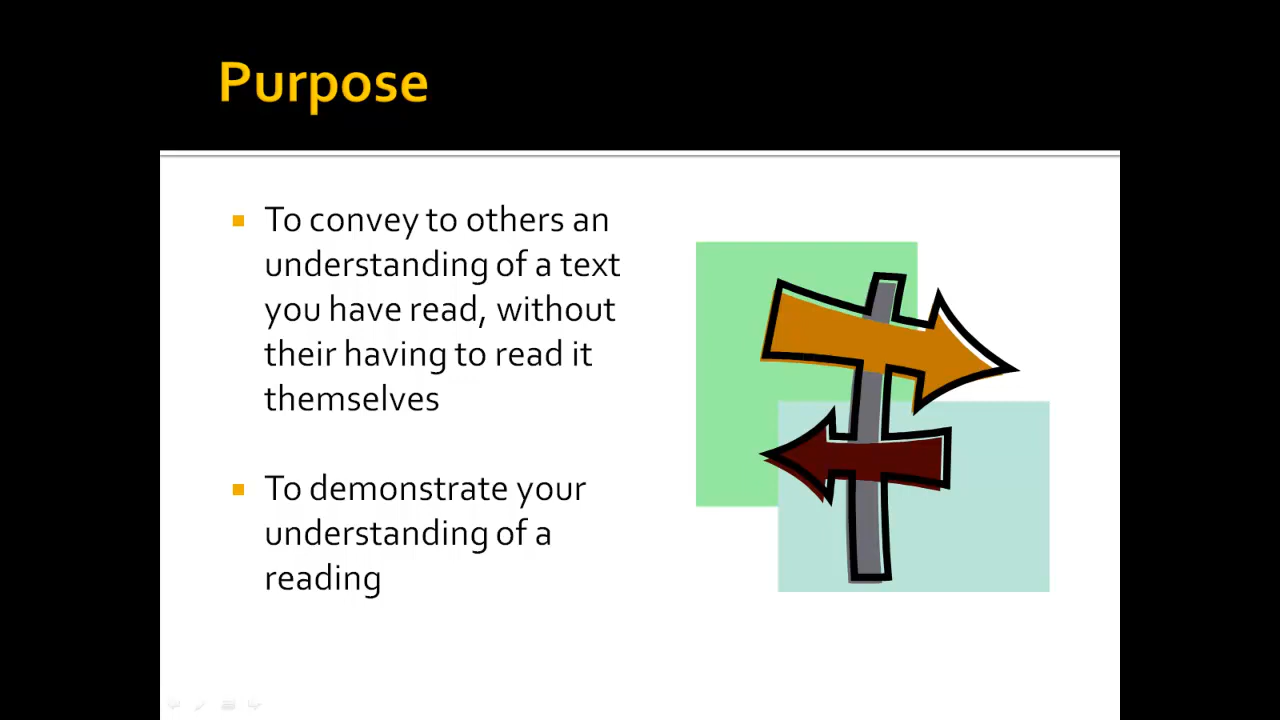 Purpose
To convey to others an
understanding of a text
you have read, without
their having to read it
themselves
To demonstrate your
understanding of a
reading